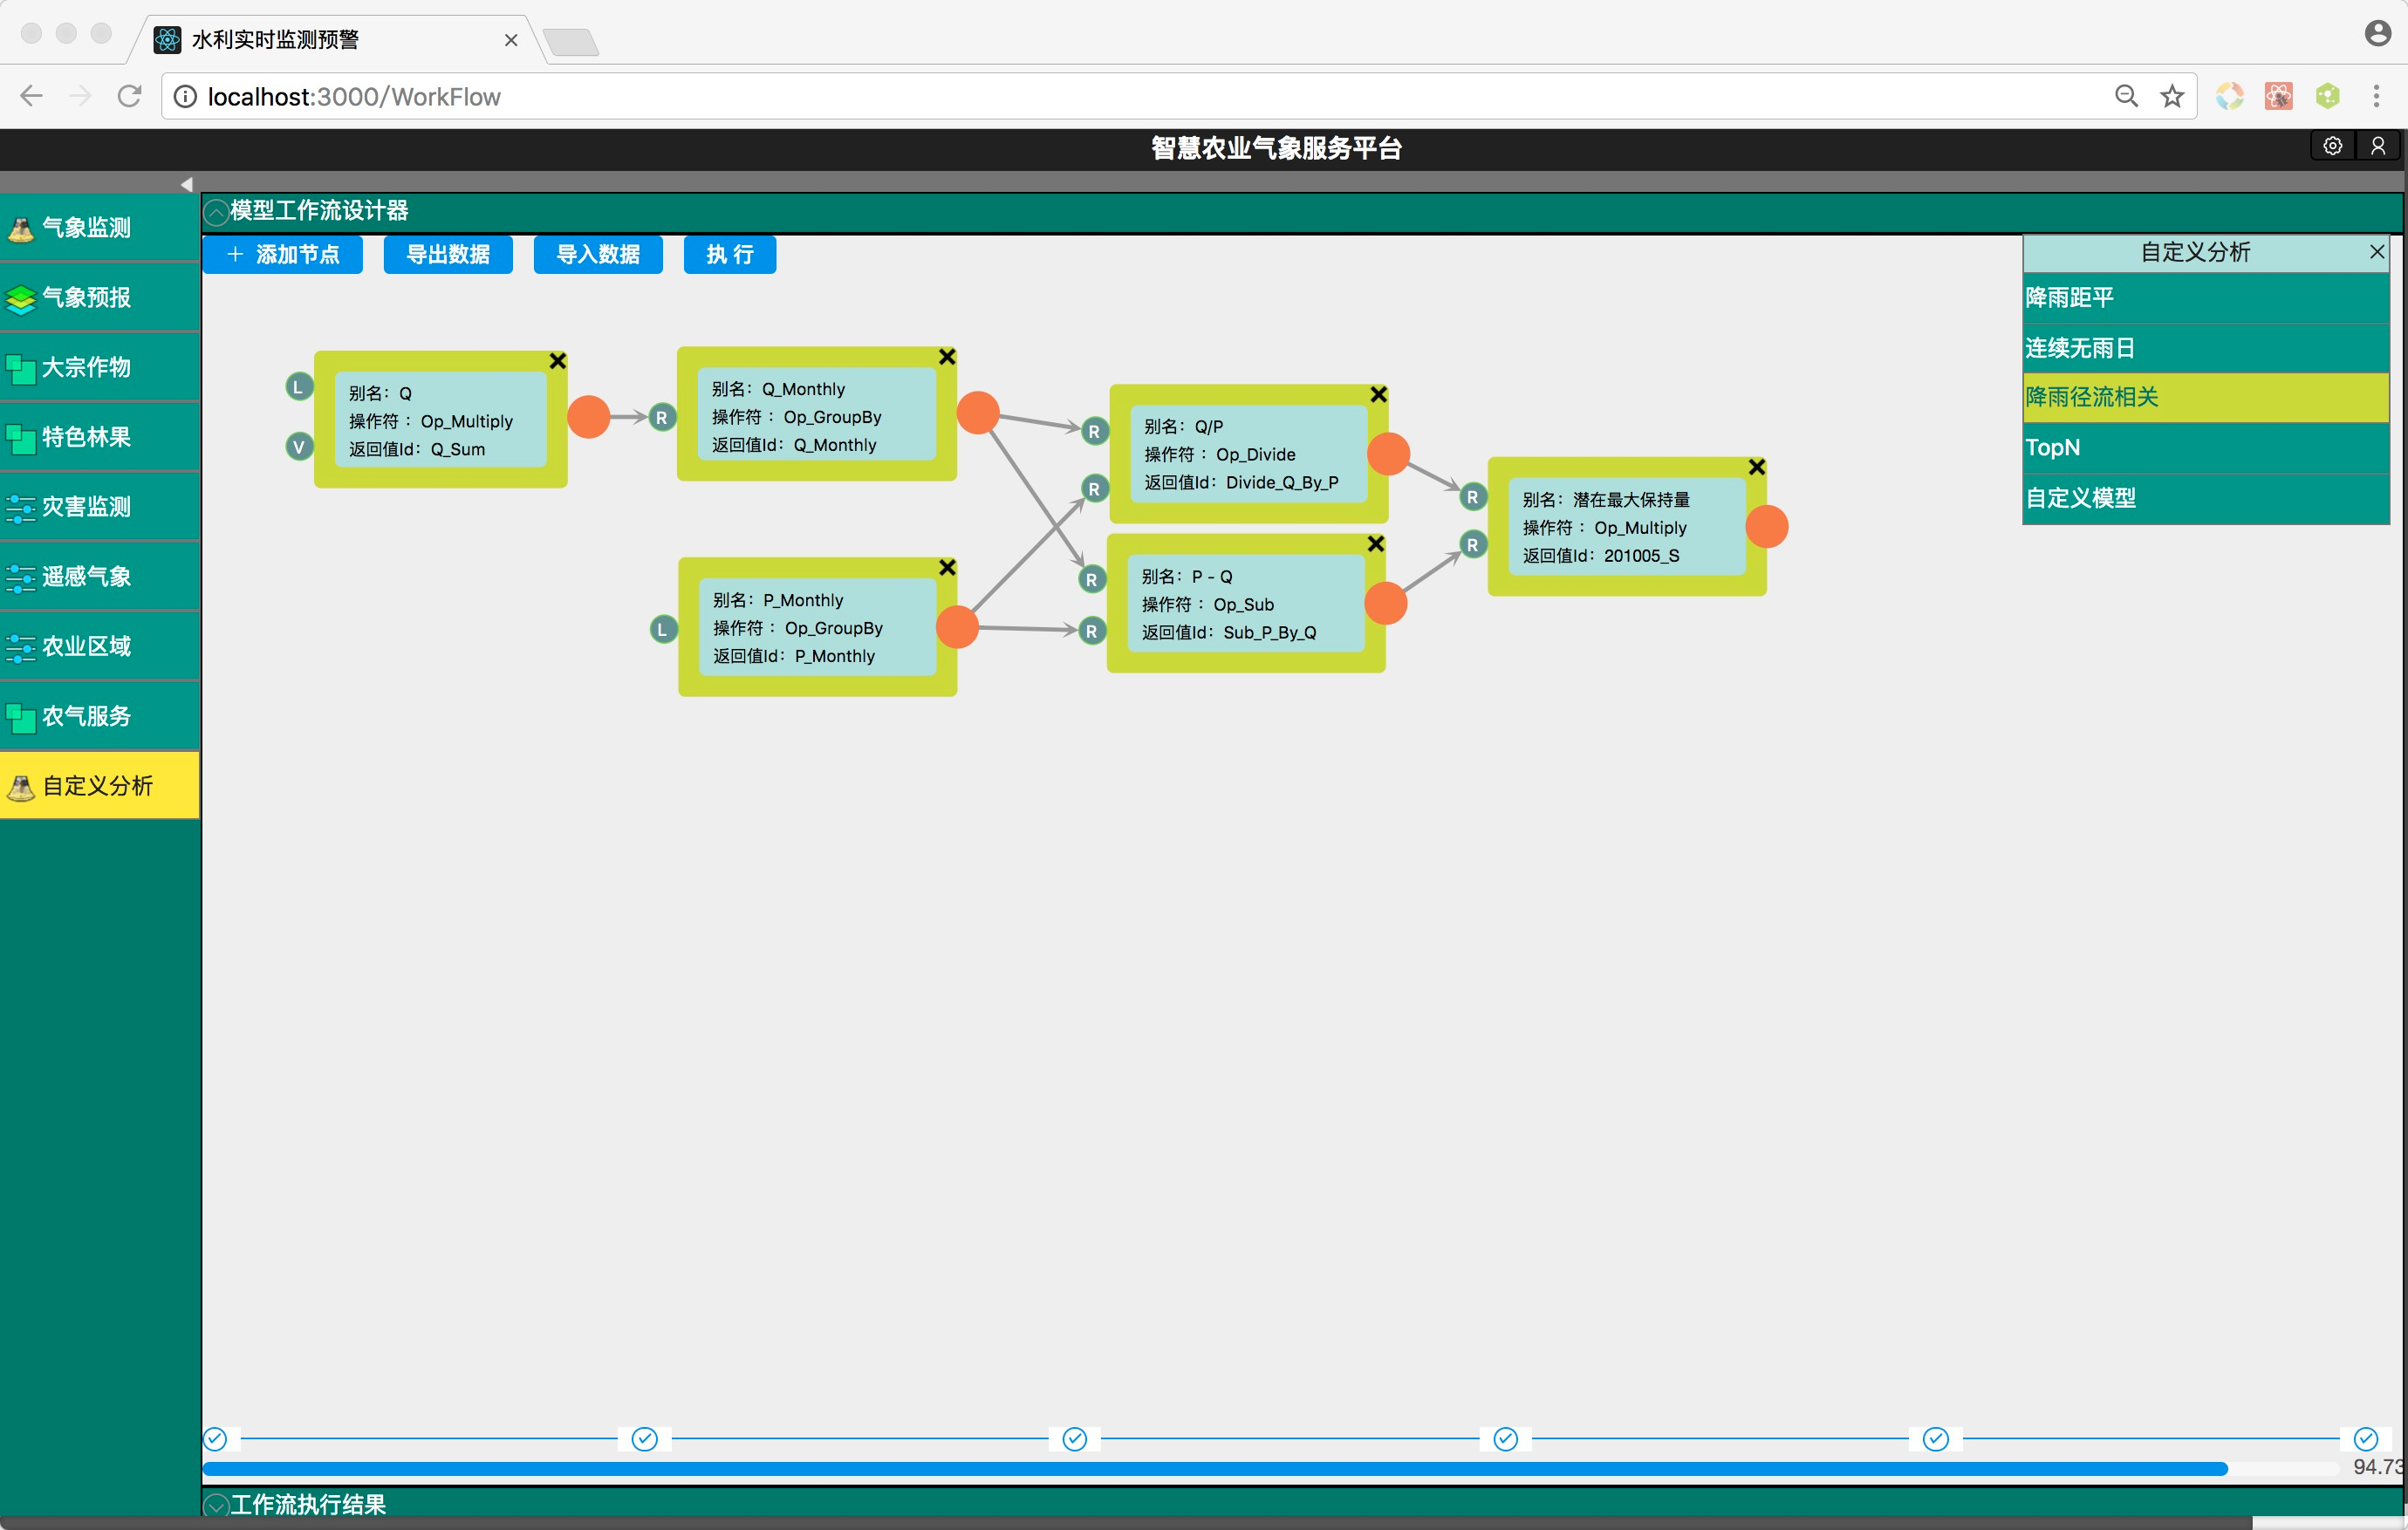 水利实时监测预警
localhost:3000/WorkFlow
智慧农业气象服务平台
气象监测
气象预报
大宗作物
特色林果
灾害监测
遥感气象
农业区域
农气服务
自定义分析
模型工作流设计器
+ 添加节点 导出数据 导入数据 执 行
L
V
别名: Q
操作符 : Op_Multiply
返回值Id: Q_Sum
R
别名: Q_Monthly
操作符 : Op_GroupBy
返回值Id: Q_Monthly
L
别名: P_Monthly
操作符 : Op_GroupBy
返回值Id: P_Monthly
R
R
别名: Q/P
操作符 : Op_Divide
返回值Id: Divide_Q_By_P
R
R
别名: P - Q
操作符 : Op_Sub
返回值Id: Sub_P_By_Q
R
R
别名: 潜在最大保持量
操作符 : Op_Multiply
返回值Id: 201005_S
自定义分析
降雨距平
连续无雨日
降雨径流相关
TopN
自定义模型
94.73
工作流执行结果